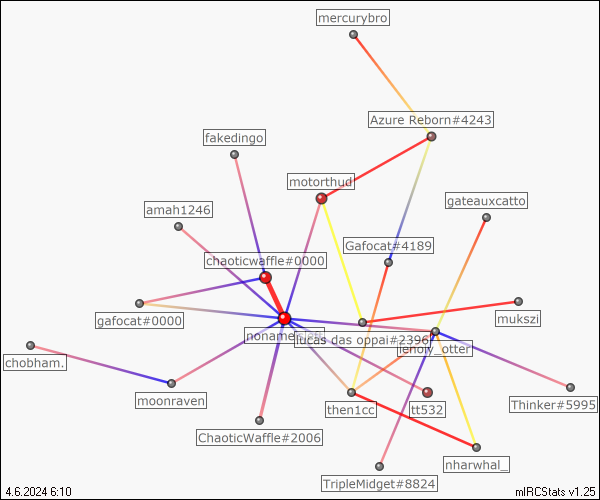 mercurybro
Azure Reborn#4243
fakedingo
motorthud
gateauxcatto
amah1246
Gafocat#4189
chaoticwaffle#0000
gafocat#0000
mukszi
noname
lucas das oppai#2396
lenoly_otter
chobham.
moonraven
then1cc
tt532
Thinker#5995
ChaoticWaffle#2006
nharwhal_
TripleMidget#8824
4.6.2024 6:10
mIRCStats v1.25